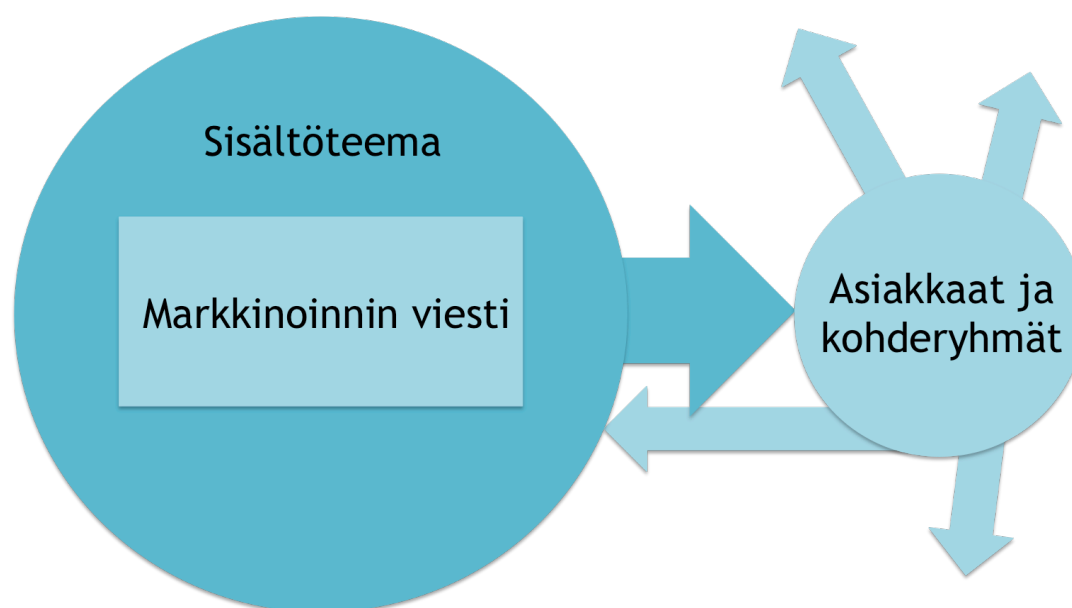 Sisältöteema
Markkinoinnin viesti
Asiakkaat ja
kohderyhmät